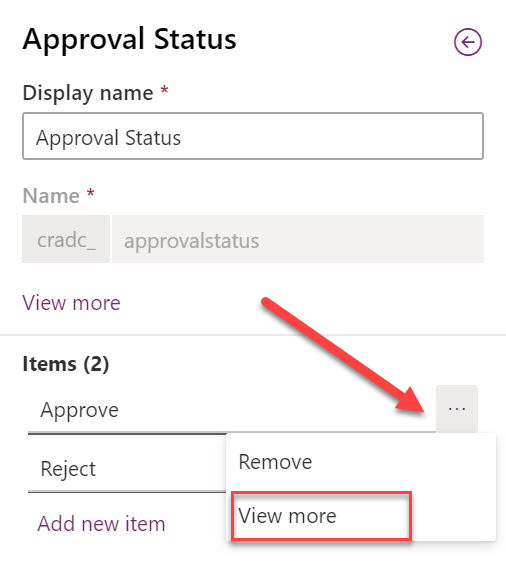 Approval Status
Display name *
Approval Status
Name *
cradc_ approvalstatus
View more
Items (2)
Approve ...
Remove
Reject
View more
Add new item